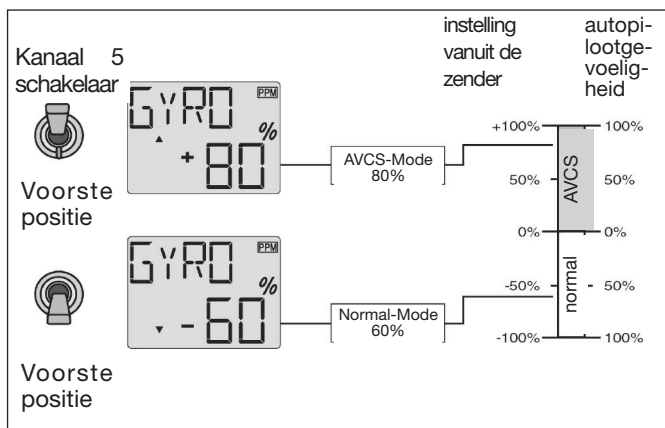 Kanaal 5
schakelaar
Voorste
positie
GYRO PPM
%
+80
AVCS-Mode
80%
Voorste
positie
GYRO PPM
%
-60
Normal-Mode
60%
instelling
vanuit de
zender
autopi-
lootge-
voelig-
heid
+100% 100%
50% 50%
0% 0%
-50% 50%
-100% 100%
AVCS
normal